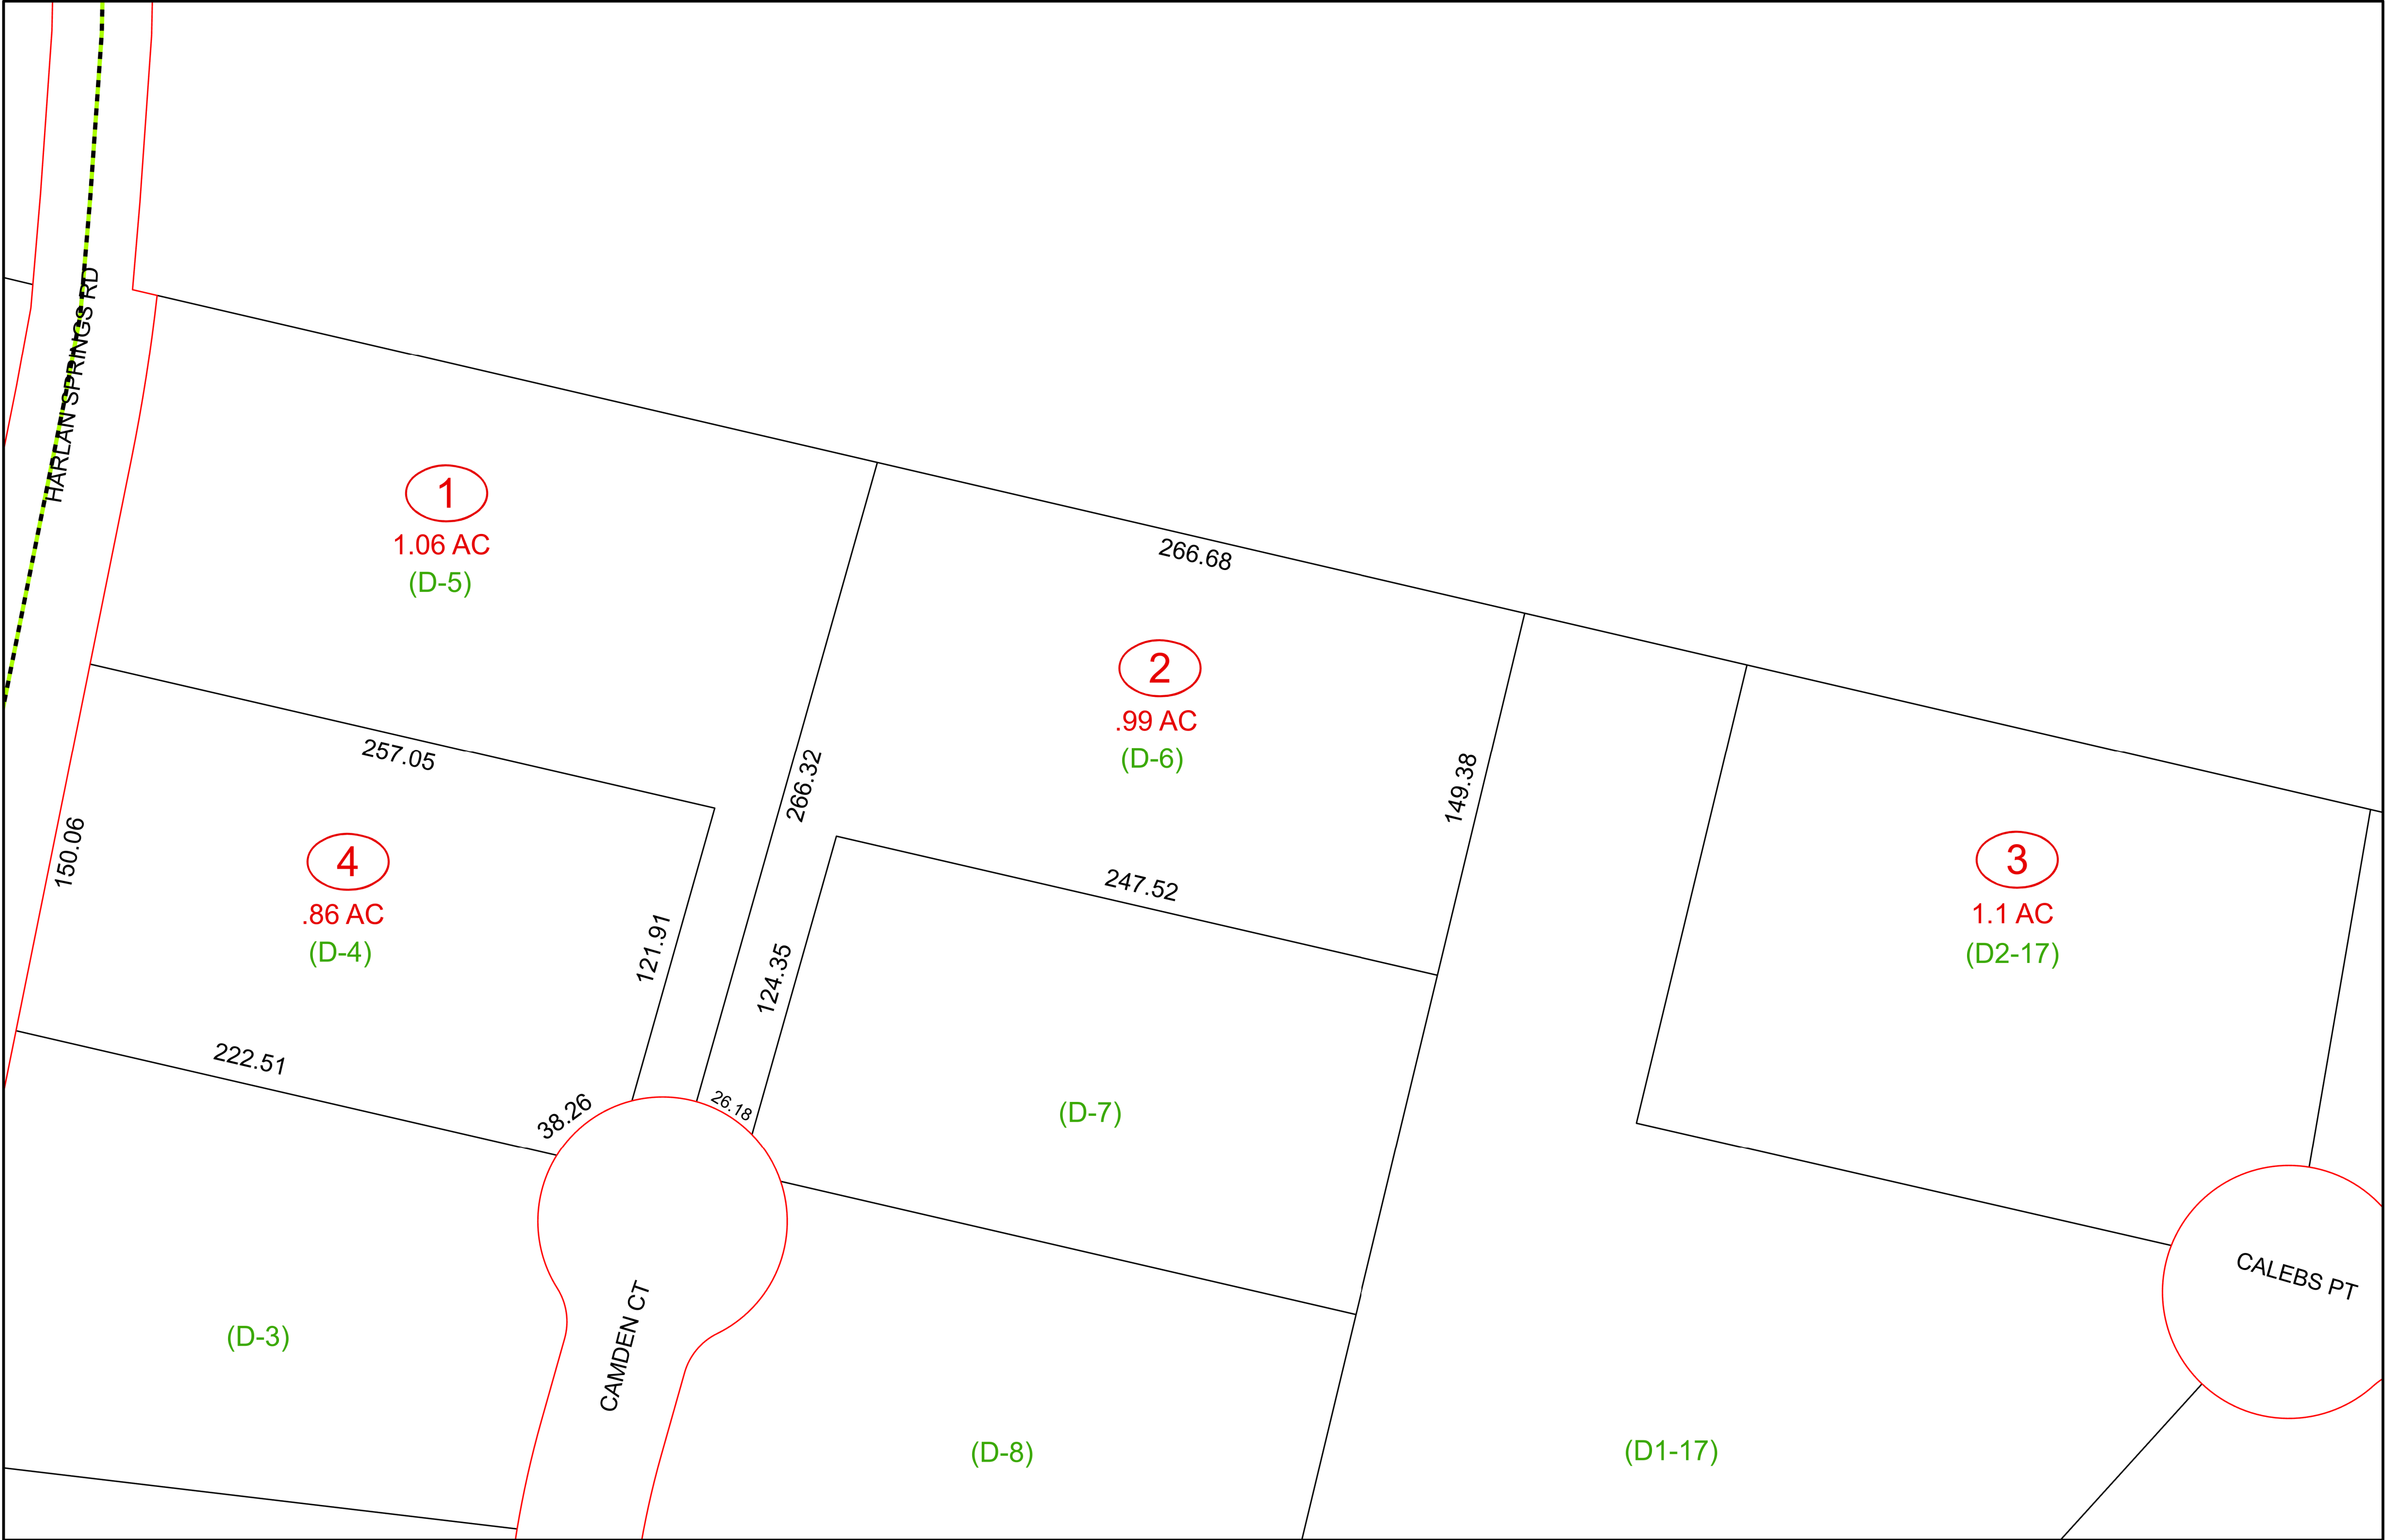 HARLAN SPRINGS RD
1
1.06 AC
(D-5)
266.68
2
.99 AC
(D-6)
257.05
266.32
149.38
150.06
4
.86 AC
(D-4)
121.91
124.35
247.52
3
1.1 AC
(D2-17)
222.51
38.26
26.18
(D-7)
CALEBS PT
CAMDEN CT
(D-3)
(D-8)
(D1-17)